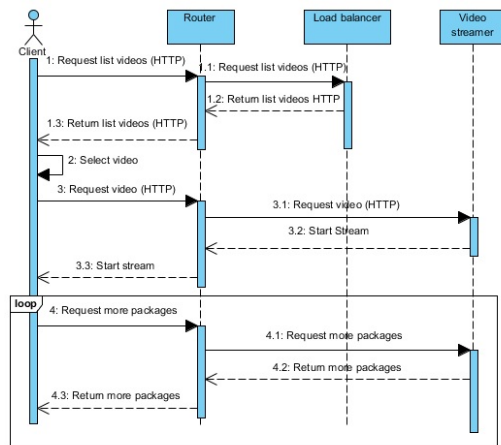 Router
Load balancer
Video
streamer
Client
1: Request list videos (HTTP)
1.1: Request list videos (HTTP)
1.2: Return list videos HTTP
1.3: Return list videos (HTTP)
2: Select video
3: Request video (HTTP)
3.1: Request video (HTTP)
3.2: Start Stream
3.3: Start stream
loop
4: Request more packages
4.1: Request more packages
4.2: Return more packages
4.3: Return more packages